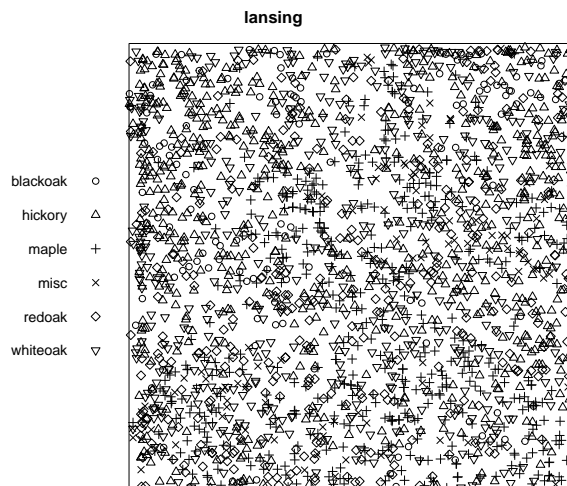 lansing
blackoak
hickory
maple
misc
redoak
whiteoak